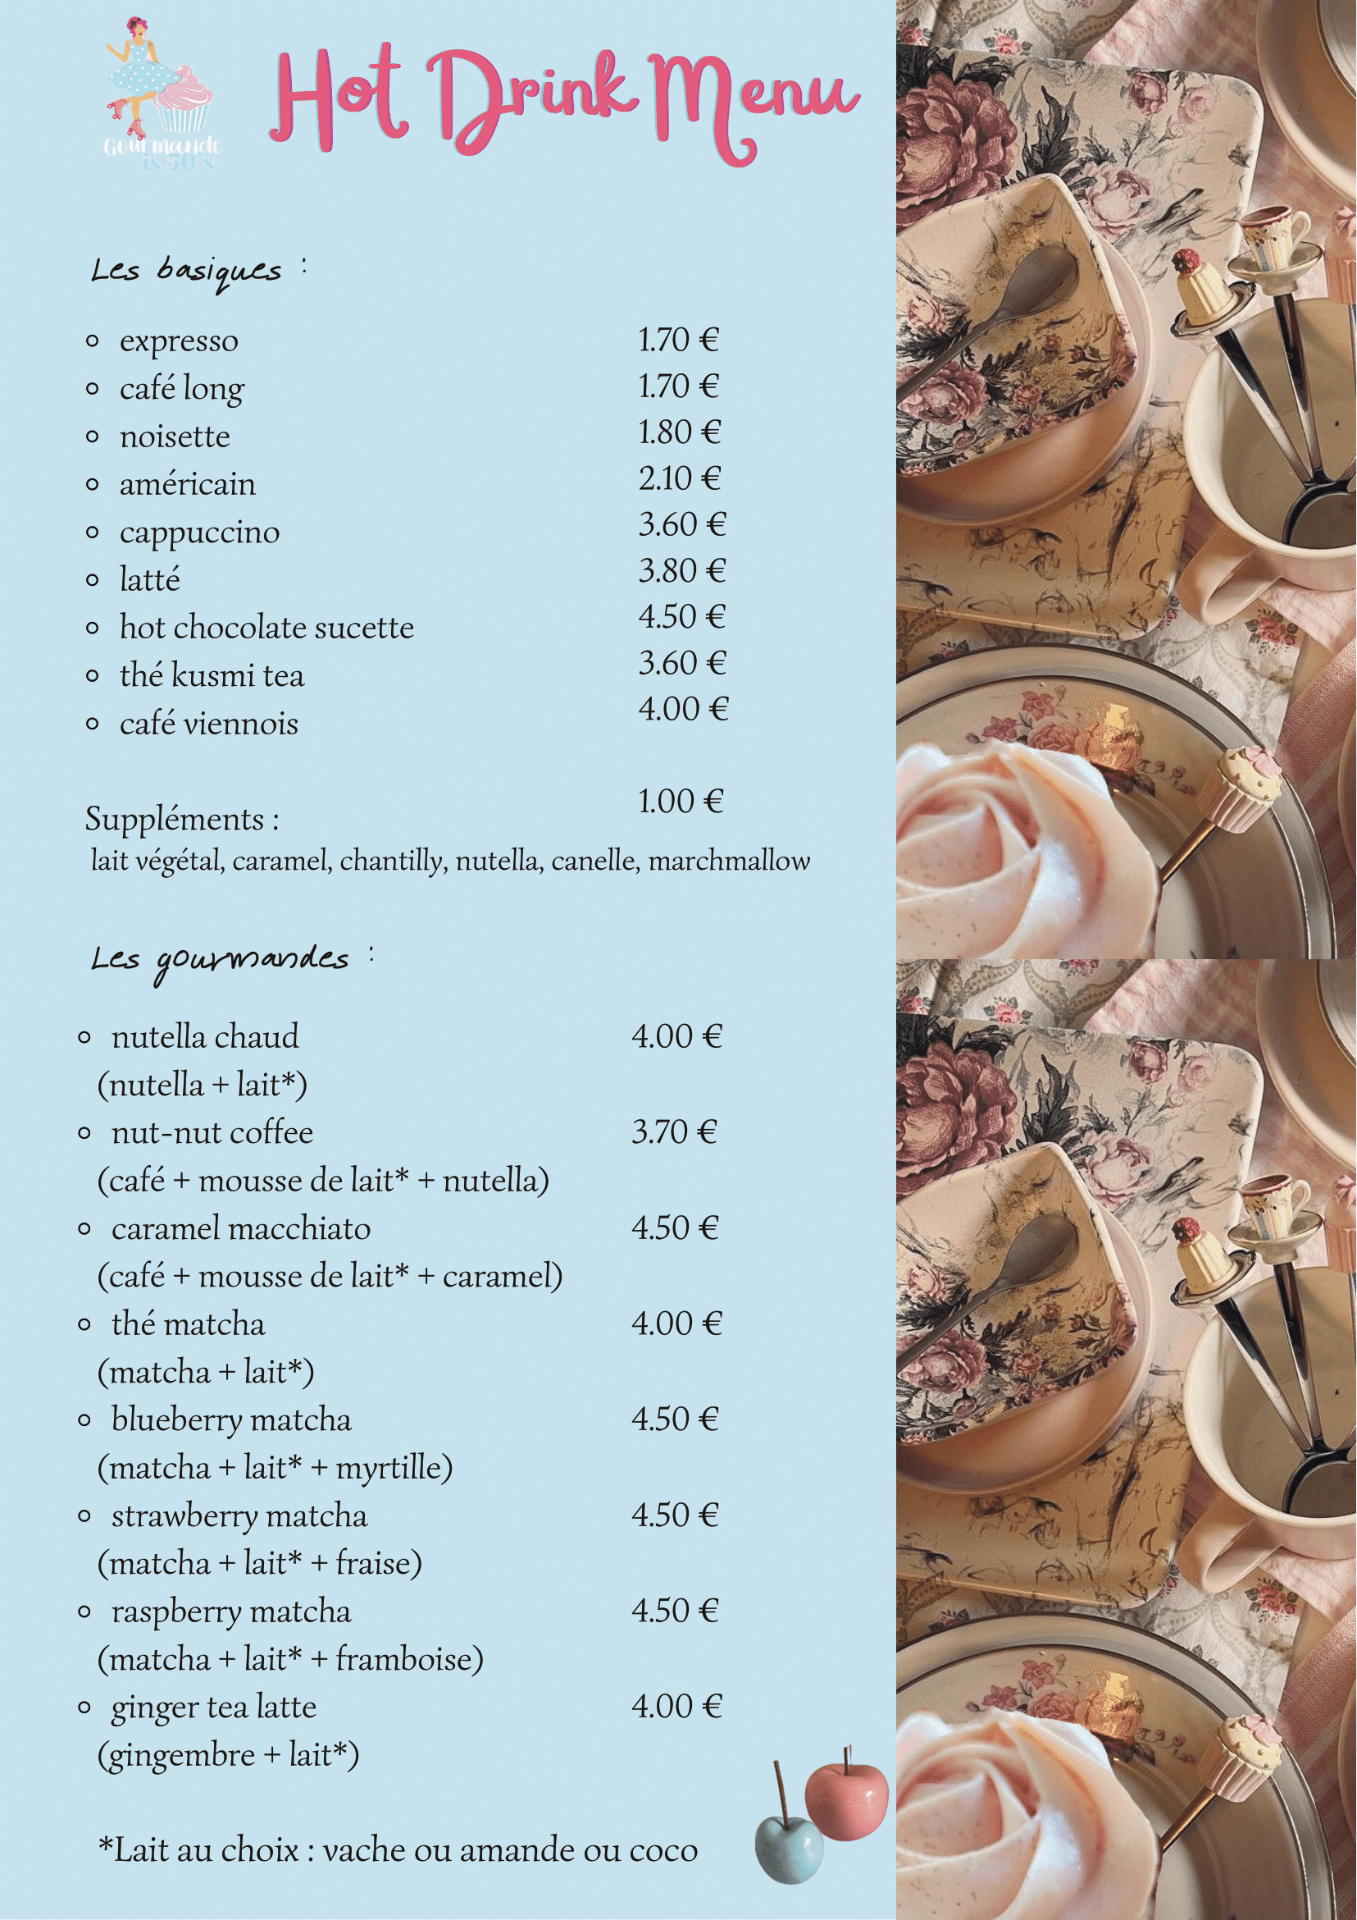 Gourmande
is 50's
Hot Drink Menu
Les basiques :
expresso 1.70 €
café long 1.70 €
noisette 1.80 €
américain 2.10 €
cappuccino 3.60 €
latté 3.80 €
hot chocolate sucette 4.50 €
thé kusmi tea 3.60 €
café viennois 4.00 €
Suppléments : 1.00 €
lait végétal, caramel, chantilly, nutella, canelle, marchmallow
Les gourmandes :
nutella chaud 4.00 €
(nutella + lait*)
nut-nut coffee 3.70 €
(café + mousse de lait* + nutella)
caramel macchiato 4.50 €
(café + mousse de lait* + caramel)
thé matcha 4.00 €
(matcha + lait*)
blueberry matcha 4.50 €
(matcha + lait* + myrtille)
strawberry matcha 4.50 €
(matcha + lait* + fraise)
raspberry matcha 4.50 €
(matcha + lait* + framboise)
ginger tea latte 4.00 €
(gingembre + lait*)
*Lait au choix : vache ou amande ou coco